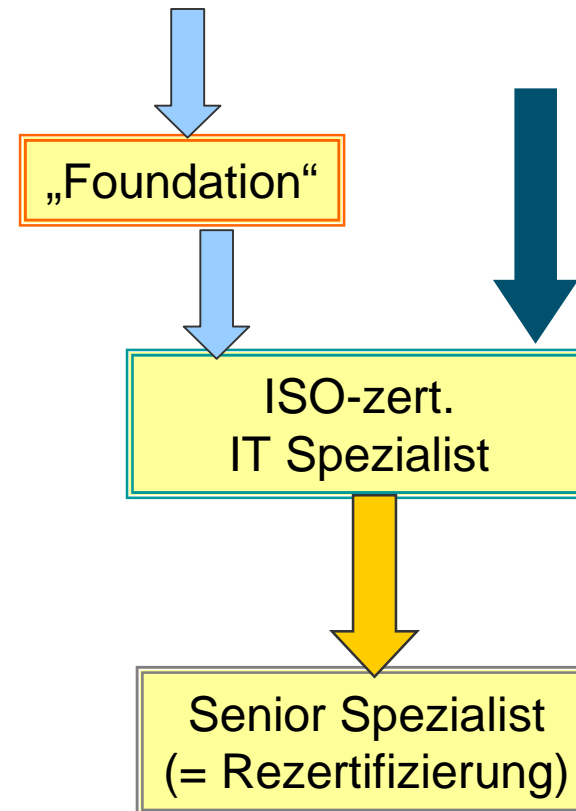 „Foundation“
ISO-zert.
IT Spezialist
Senior Spezialist
(= Rezertifizierung)